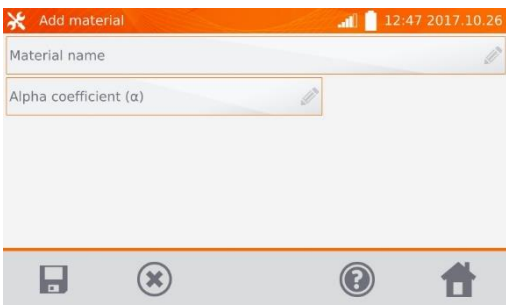 Add material 12:47 2017.10.26
Material name
Alpha coefficient (α)